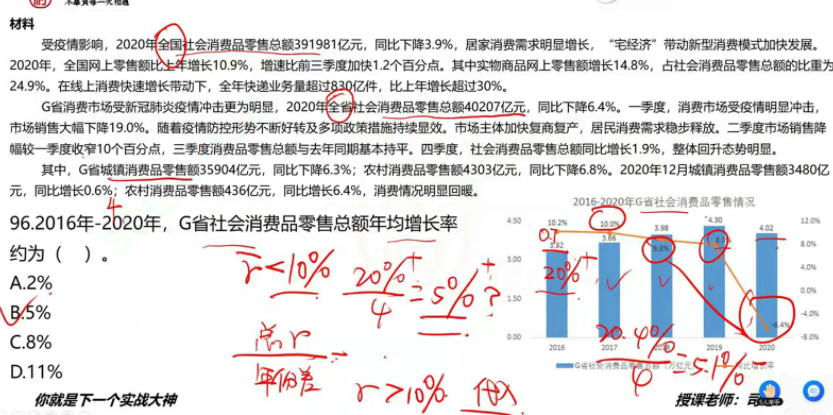 材料
受疫情影响，2020年全国社会消费品零售总额391981亿元，同比下降3.9%，居家消费需求明显增长，“宅经济”带动新型消费模式加快发展。
2020年，全国网上零售额比上年增长10.9%，增速比前三季度加快1.2个百分点。其中实物商品网上零售额增长14.8%，占社会消费品零售总额的比重为
24.9%。在线上消费快速增长带动下，全年快递业务量超过830亿件，比上年增长超过30%。
G省消费市场受新冠肺炎疫情冲击更为明显，2020年全省社会消费品零售总额40207亿元，同比下降6.4%。一季度，消费市场受疫情明显冲击，
市场销售大幅下降19.0%。随着疫情防控形势不断好转及多项政策措施持续显效。市场主体加快复商复产，居民消费需求稳步释放。二季度市场销售降
幅较一季度收窄10个百分点，三季度消费品零售总额与去年同期基本持平。四季度，社会消费品零售总额同比增长1.9%，整体回升态势明显。
其中，G省城镇消费品零售额35904亿元，同比下降6.3%；农村消费品零售额4303亿元，同比下降6.8%。2020年12月城镇消费品零售额3480亿
元，同比增长0.6%；农村消费品零售额436亿元，同比增长6.4%，消费情况明显回暖。
4
96.2016年-2020年，G省社会消费品零售总额年均增长率
约为（ ）。
A.2%
B.5%
C.8%
D.11%
r̄<10%
20%+
4
=5%+?
总r
年份差
=
r>10% 代入
2016-2020年G省社会消费品零售情况
4.50
3.00
1.50
0.00
12.0%
8.0%
4.0%
0.0%
-4.0%
-8.0%
10.2%
10.0%
3.98
4.30
4.02
0.7
3.32
3.66
8.8%
8.0%
-6.4%
20%+
2016
2017
2018
2019
2020
G省社会消费品零售总额（万亿元）
同比增长率
20.4%
4
=5.1%-
你就是下一个实战大神
授课老师：